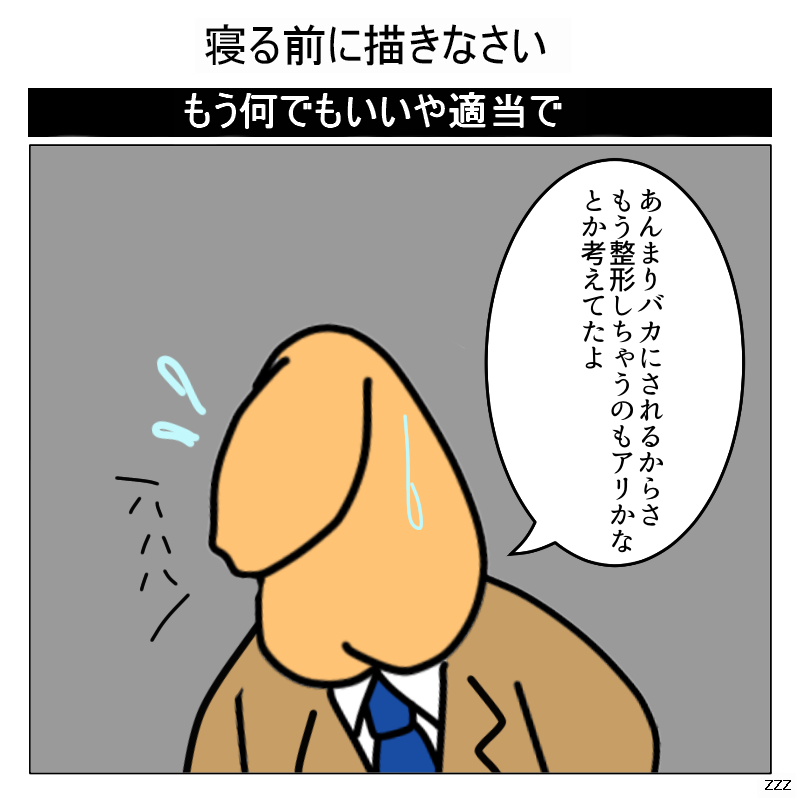 寝る前に描きなさい
もう何でもいいや適当で
あんまりバカにされるからさ
もう整形しちゃうのもアリかな
とか考えてたよ
ハハハ
zzz